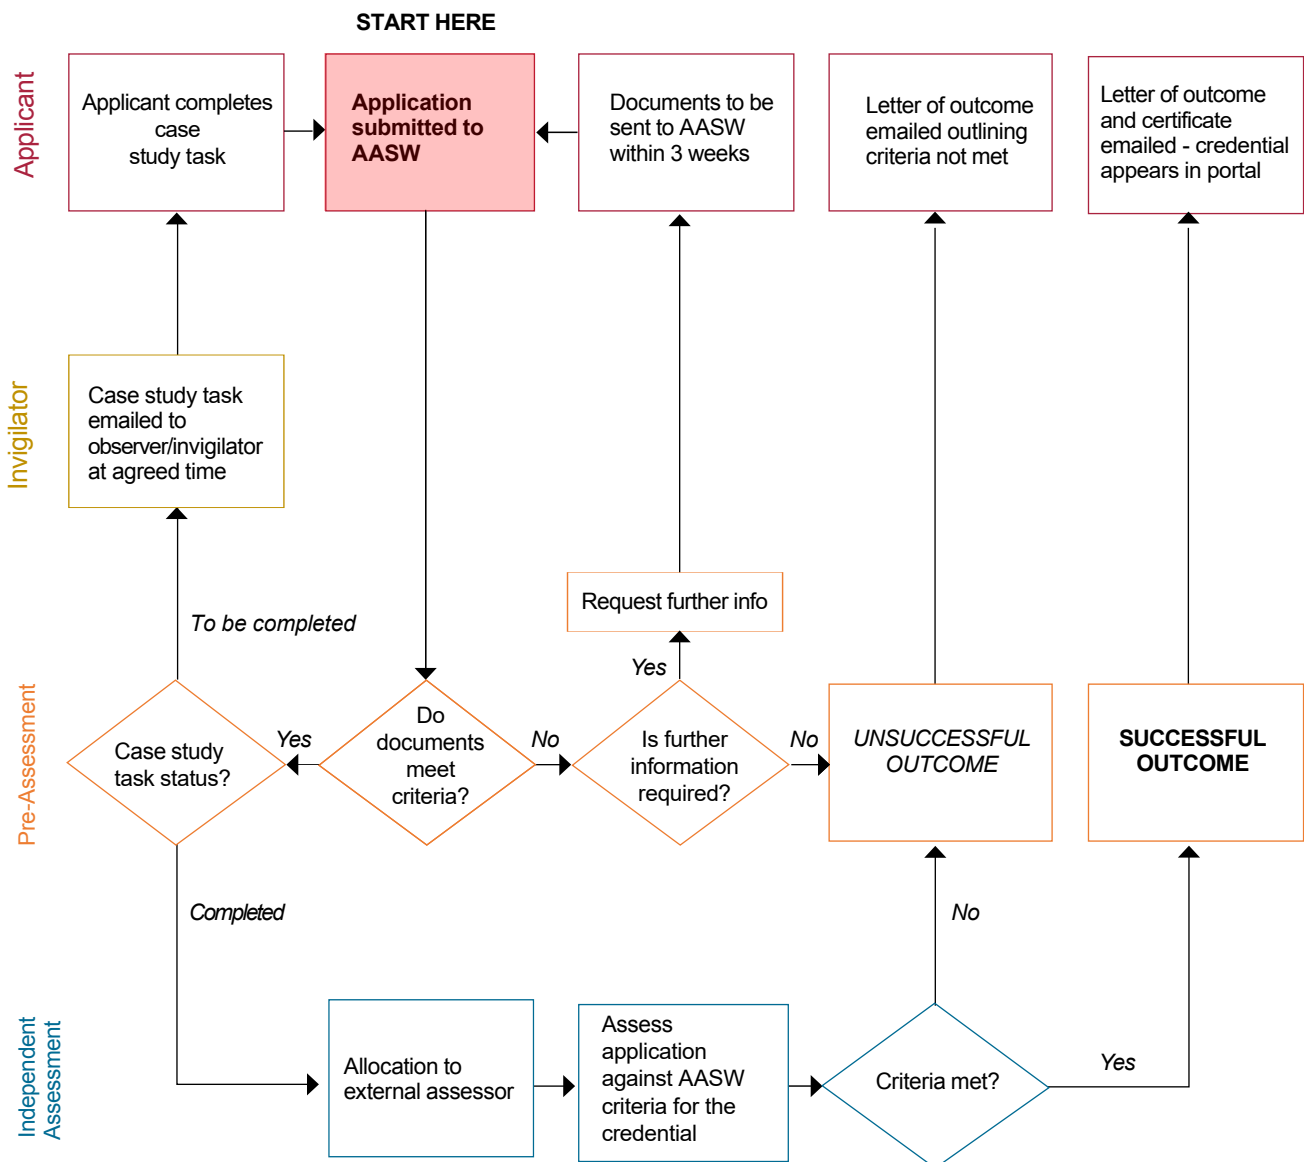 START HERE
Applicant
Applicant completes
case
study task
Application
submitted to
AASW
Documents to be
sent to AASW
within 3 weeks
Letter of outcome
emailed outlining
criteria not met
Letter of outcome
and certificate
emailed - credential
appears in portal
Invigilator
Case study task
emailed to
observer/invigilator
at agreed time
Request further info
To be completed
Yes
Pre-Assessment
Case study
task status?
Yes
Do
documents
meet
criteria?
No
Is further
information
required?
No
UNSUCCESSFUL
OUTCOME
SUCCESSFUL
OUTCOME
Completed
No
Independent
Assessment
Allocation to
external assessor
Assess
application
against AASW
criteria for the
credential
Criteria met?
Yes